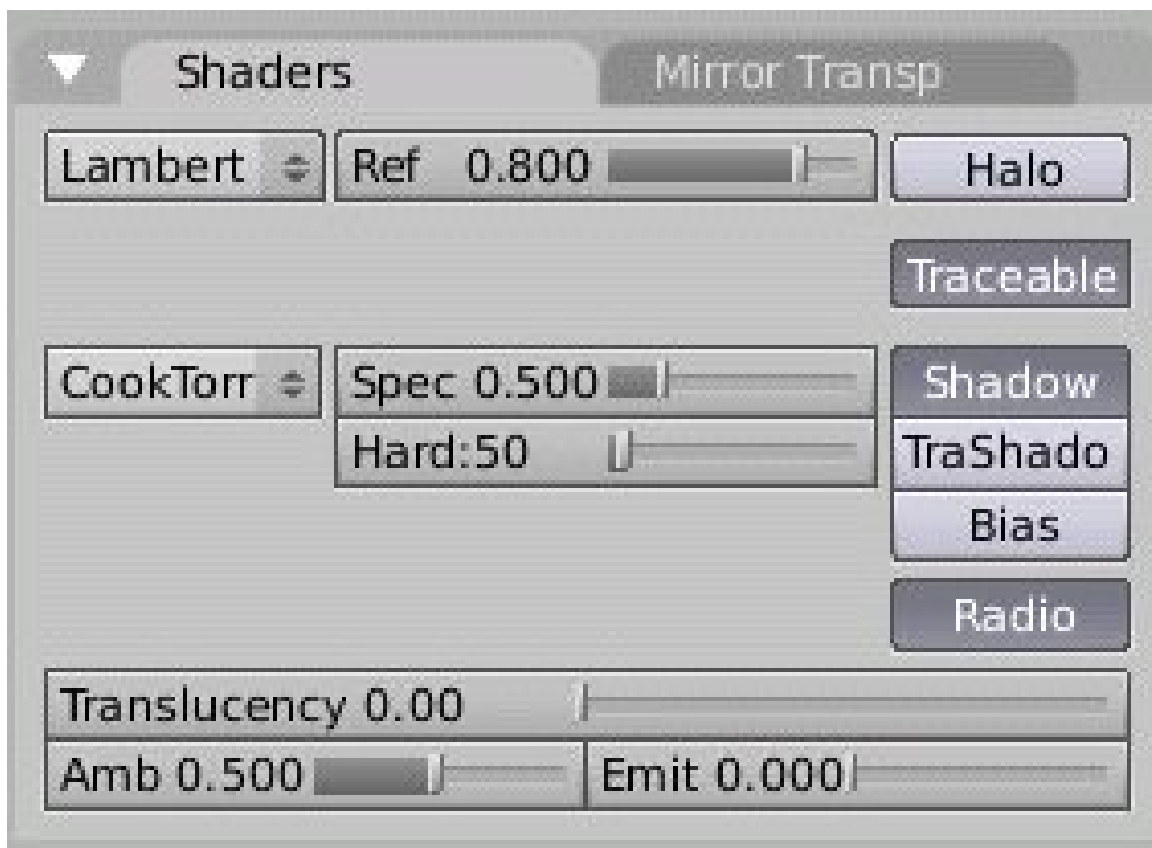 Shaders Mirror Transp
Lambert Ref 0.800 Halo
Traceable
CookTorr Spec 0.500 Shadow
Hard:50 TraShado
Bias
Radio
Translucency 0.00
Amb 0.500 Emit 0.000